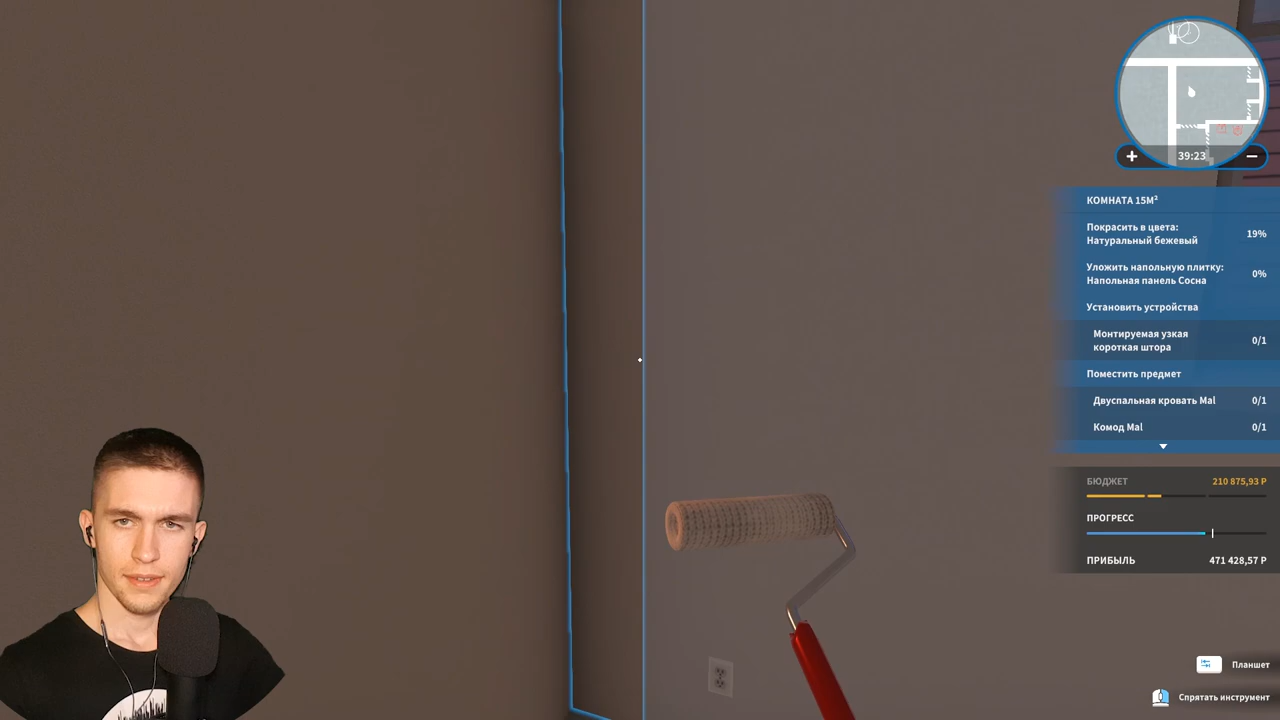 39:23
КОМНАТА 15М²
Покрасить в цвета:
Натуральный бежевый
19%
Уложить напольную плитку:
Напольная панель Сосна
0%
Установить устройства
Монтируемая узкая
короткая штора
0/1
Поместить предмет
Двуспальная кровать Mal
0/1
Комод Mal
0/1
БЮДЖЕТ
210 875,93 Р
ПРОГРЕСС
ПРИБЫЛЬ
471 428,57 Р
Планшет
Спрятать инструмент